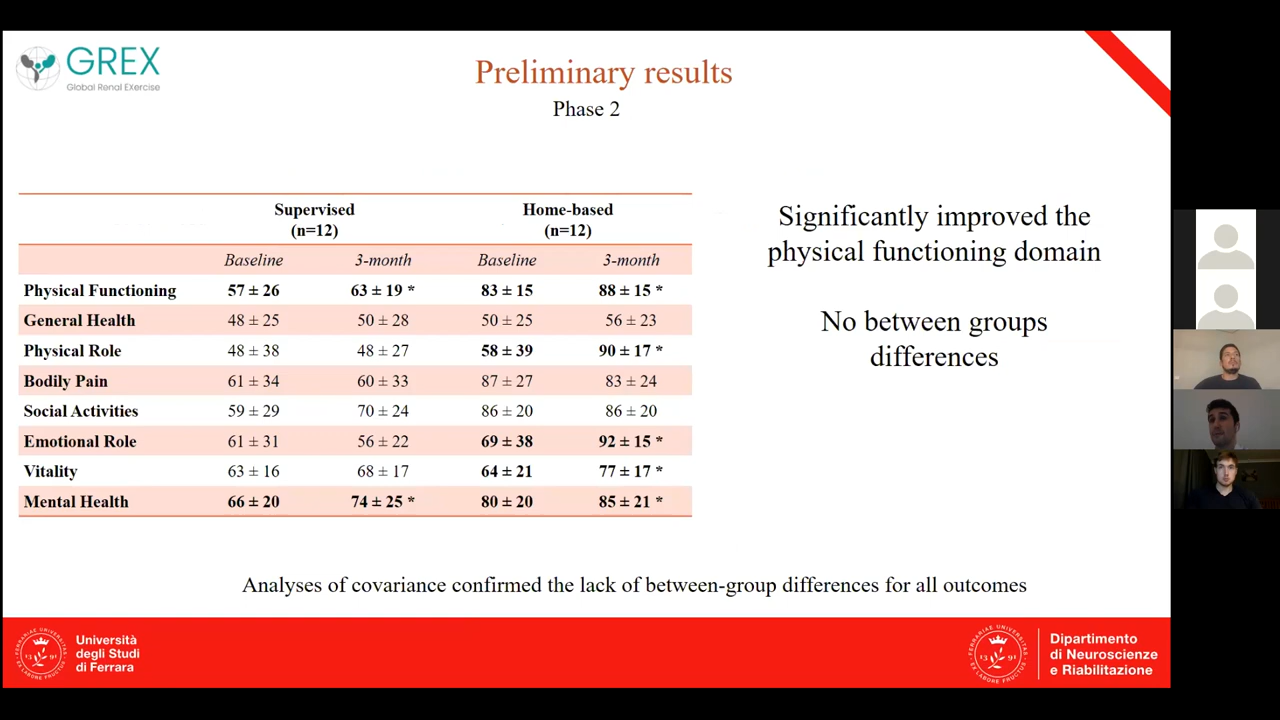 GREX
Global Renal EXercise
Preliminary results
Phase 2
Supervised Home-based
(n=12) (n=12)
Baseline 3-month Baseline 3-month
Physical Functioning 57 ± 26 63 ± 19 * 83 ± 15 88 ± 15 *
General Health 48 ± 25 50 ± 28 50 ± 25 56 ± 23
Physical Role 48 ± 38 48 ± 27 58 ± 39 90 ± 17 *
Bodily Pain 61 ± 34 60 ± 33 87 ± 27 83 ± 24
Social Activities 59 ± 29 70 ± 24 86 ± 20 86 ± 20
Emotional Role 61 ± 31 56 ± 22 69 ± 38 92 ± 15 *
Vitality 63 ± 16 68 ± 17 64 ± 21 77 ± 17 *
Mental Health 66 ± 20 74 ± 25 * 80 ± 20 85 ± 21 *
Significantly improved the
physical functioning domain
No between groups
differences
Analyses of covariance confirmed the lack of between-group differences for all outcomes
Università
degli Studi
di Ferrara
Dipartimento
di Neuroscienze
e Riabilitazione